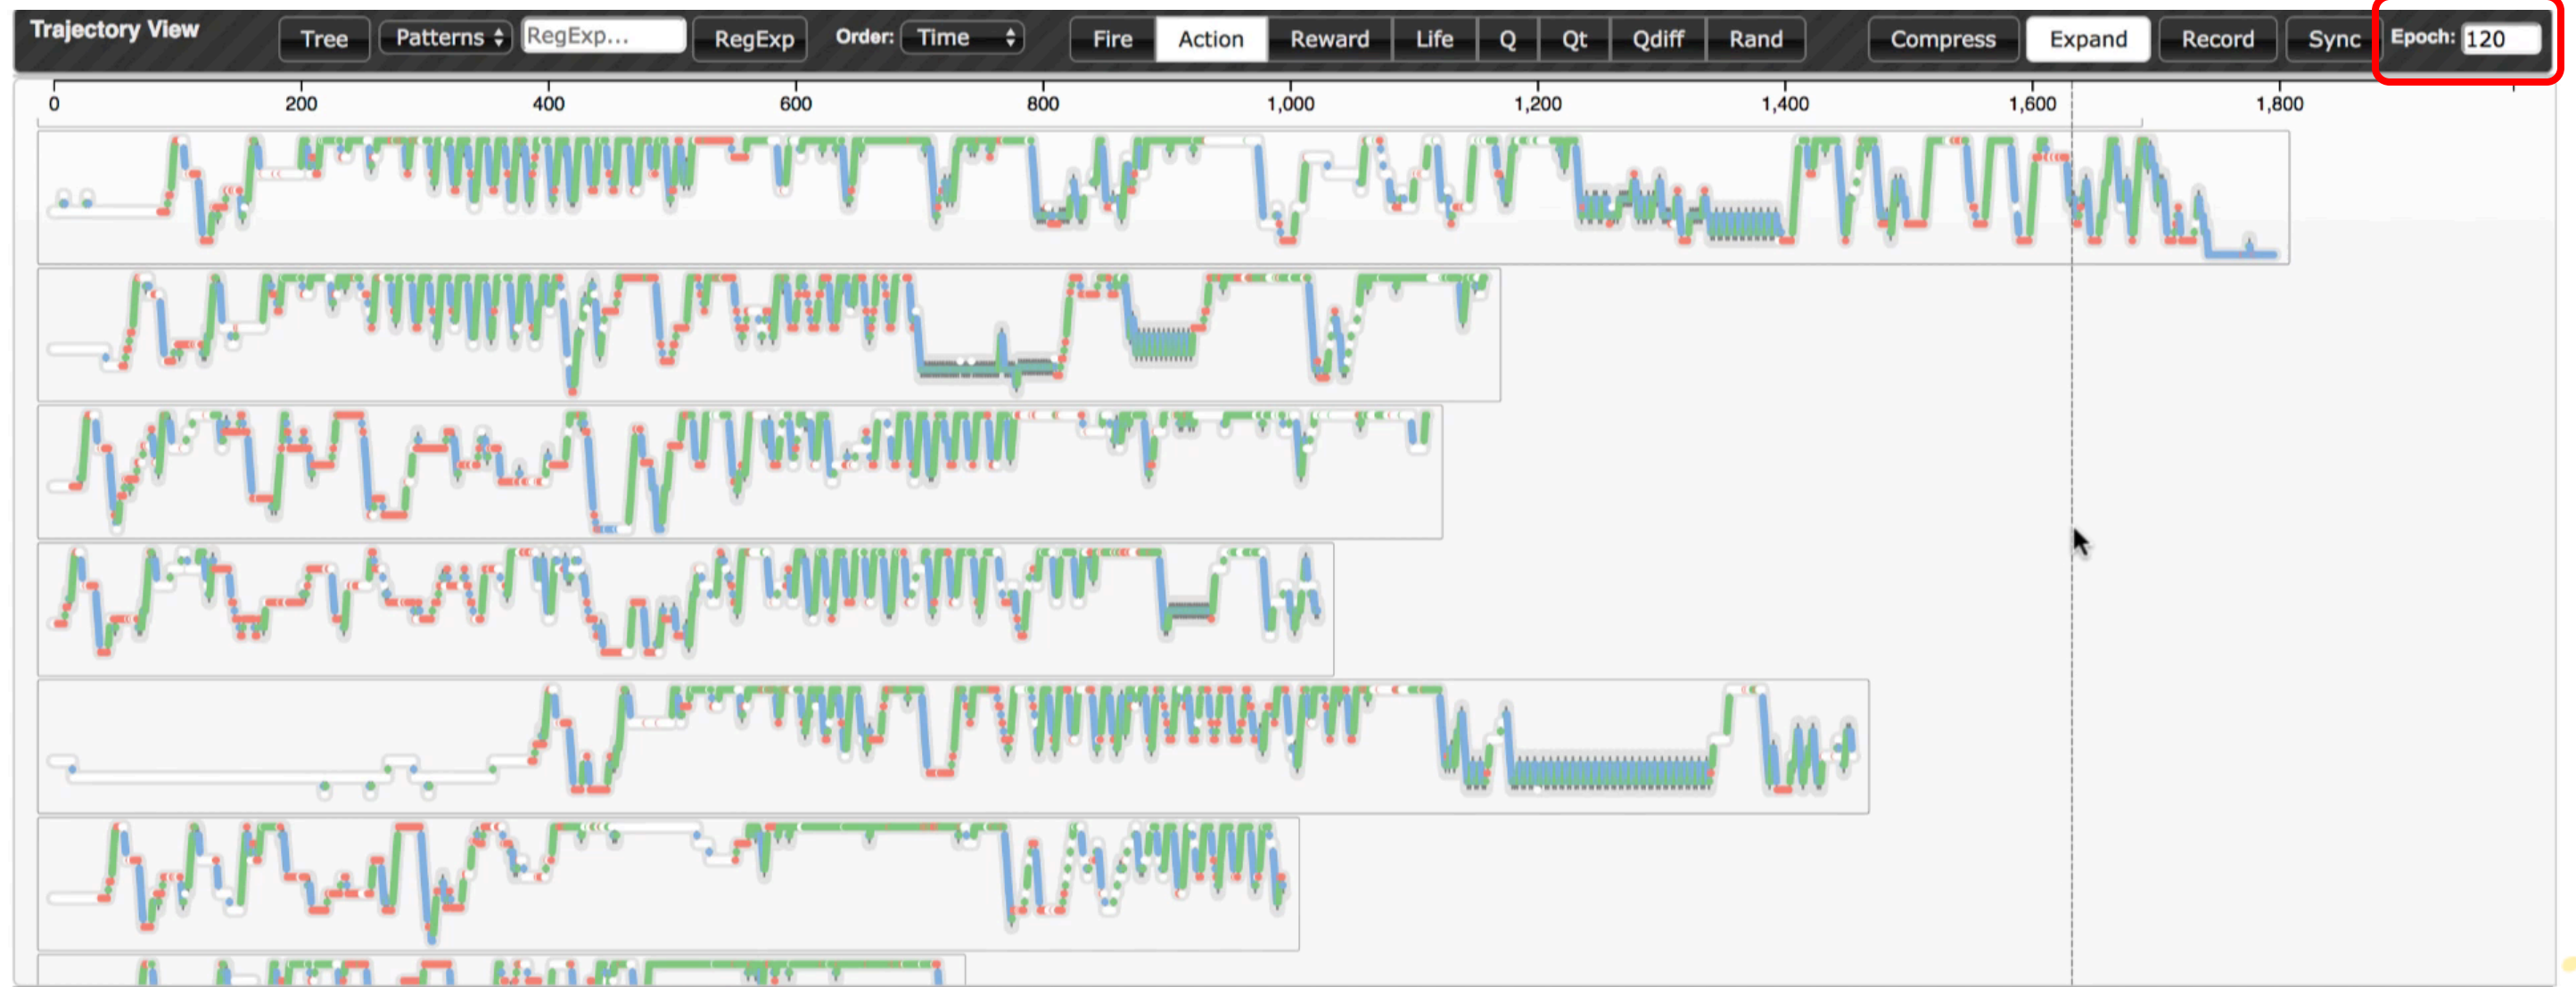 Trajectory View Tree Patterns RegExp... RegExp Order: Time Fire Action Reward Life Q Qt Qdiff Rand Compress Expand Record Sync Epoch: 120
0 200 400 600 800 1,000 1,200 1,400 1,600 1,800